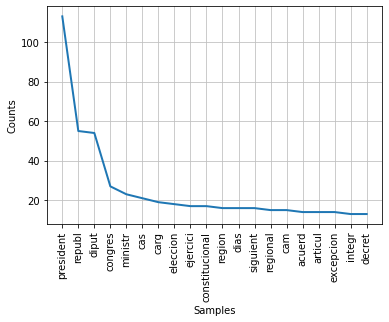 Counts
100
80
60
40
20
president
republ
diput
congres
ministr
cas
carg
eleccion
ejercici
constitucional
region
dias
siguient
regional
cam
acuerd
articul
excepcion
integr
decret
Samples